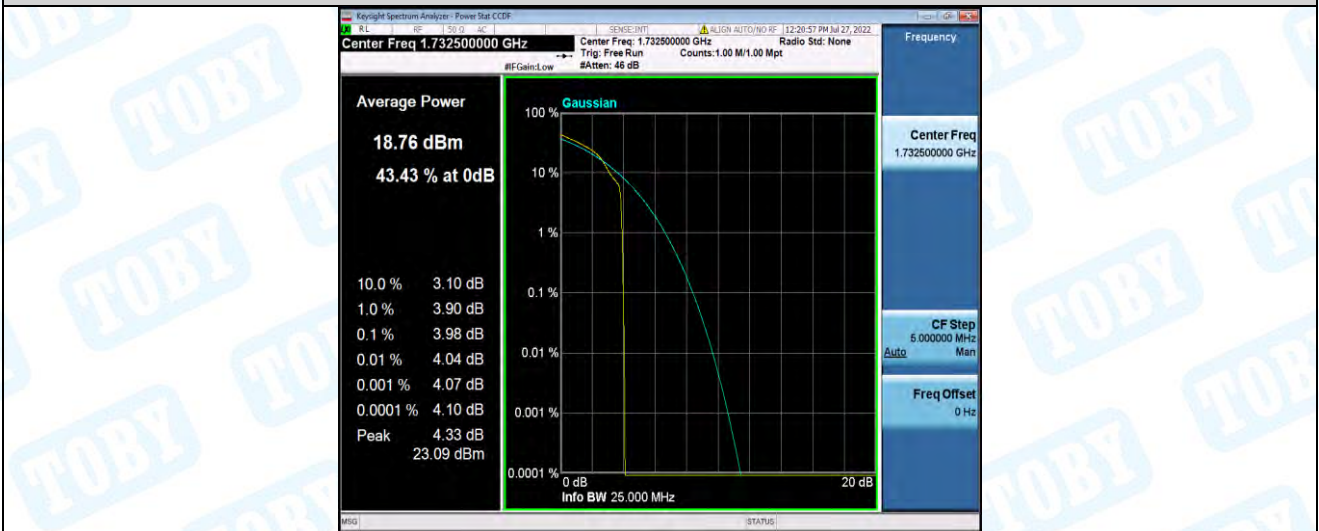 Keysight Spectrum Analyzer - Power Stat CCDF
RL RF 50 Ω AC SENSE:INT ALIGN AUTO/NO RF 12:20:57 PM Jul 27, 2022
Center Freq 1.732500000 GHz
Center Freq: 1.732500000 GHz Radio Std: None
Trig: Free Run Counts:1.00 M/1.00 Mpt
#IFGain:Low #Atten: 46 dB
Frequency
Average Power
18.76 dBm
43.43 % at 0dB
10.0 % 3.10 dB
1.0 % 3.90 dB
0.1 % 3.98 dB
0.01 % 4.04 dB
0.001 % 4.07 dB
0.0001 % 4.10 dB
Peak 4.33 dB
23.09 dBm
Gaussian
100 %
10 %
1 %
0.1 %
0.01 %
0.001 %
0.0001 %
0 dB 20 dB
Info BW 25.000 MHz
Center Freq
1.732500000 GHz
CF Step
5.000000 MHz
Auto Man
Freq Offset
0 Hz
MSG STATUS
TOBY
TOBY
TOBY
TOBY
TOBY
TOBY
TOBY
TOBY